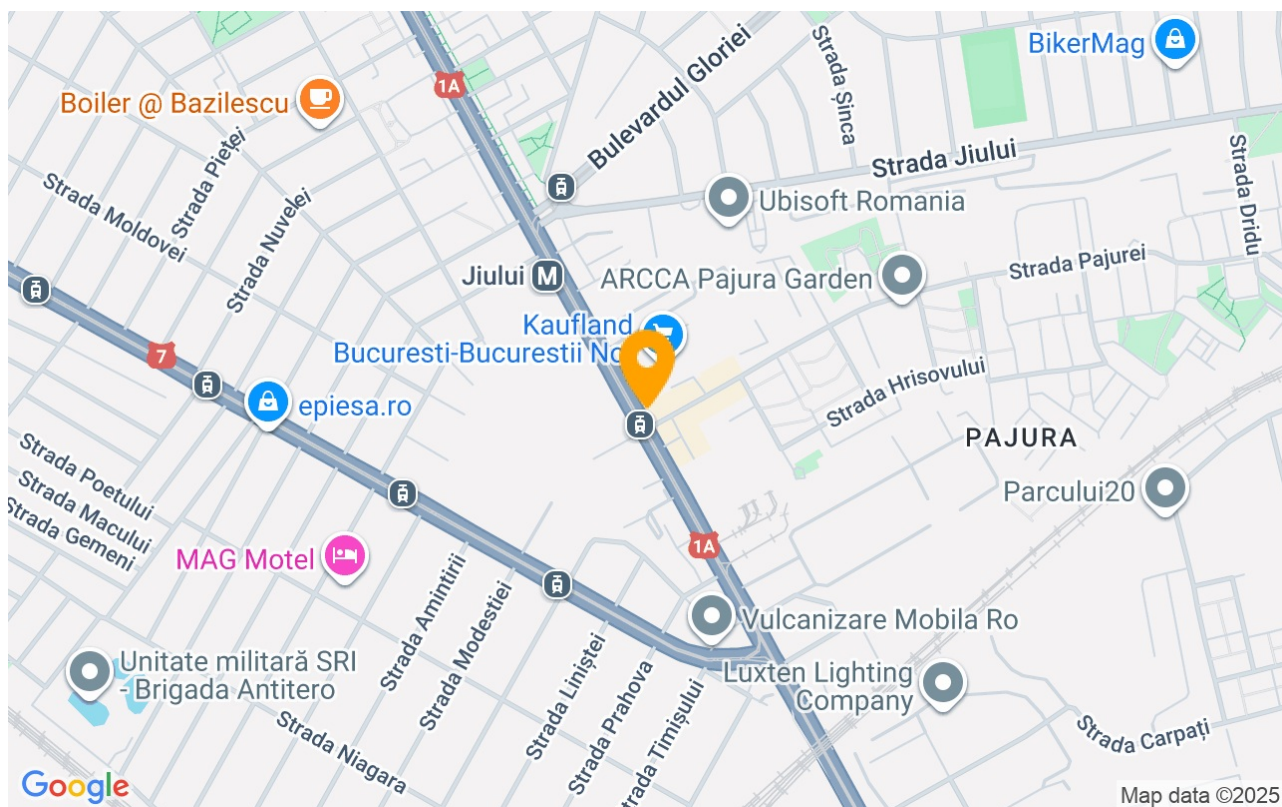 BikerMag
1A
Boiler @ Bazilescu
Bulevardul Gloriei
Strada Șinca
Strada Jiului
Strada Pieței
Strada Dridu
Strada Moldovei
Strada Nuvelei
Ubisoft Romania
Jiului M
ARCCA Pajura Garden
Strada Pajurei
Kaufland
Bucuresti-Bucurestii No
7
epiesa.ro
Strada Hrisovului
PAJURA
Strada Poetului
Strada Macului
Strada Gemeni
Parcului20
MAG Motel
1A
Strada Amintirii
Strada Modestiei
Vulcanizare Mobila Ro
Unitate militară SRI
- Brigada Antitero
Strada Liniștei
Strada Prahova
Strada Timișului
Luxten Lighting
Company
Strada Niagara
Strada Carpați
Google
Map data ©2025